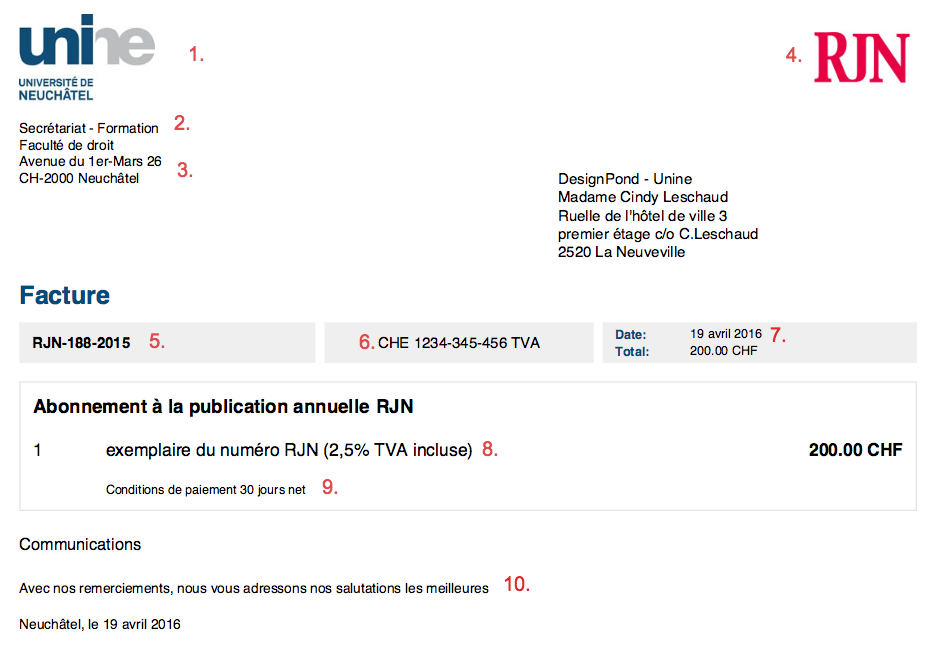 unine
1.
4. RJN
UNIVERSITÉ DE
NEUCHÂTEL
Secrétariat - Formation 2.
Faculté de droit
Avenue du 1er-Mars 26 3.
CH-2000 Neuchâtel
DesignPond - Unine
Madame Cindy Leschaud
Ruelle de l'hôtel de ville 3
premier étage c/o C.Leschaud
2520 La Neuveville
Facture
RJN-188-2015 5.
6. CHE 1234-345-456 TVA
Date: 19 avril 2016 7.
Total: 200.00 CHF
Abonnement à la publication annuelle RJN
1 exemplaire du numéro RJN (2,5% TVA incluse) 8. 200.00 CHF
Conditions de paiement 30 jours net 9.
Communications
Avec nos remerciements, nous vous adressons nos salutations les meilleures 10.
Neuchâtel, le 19 avril 2016